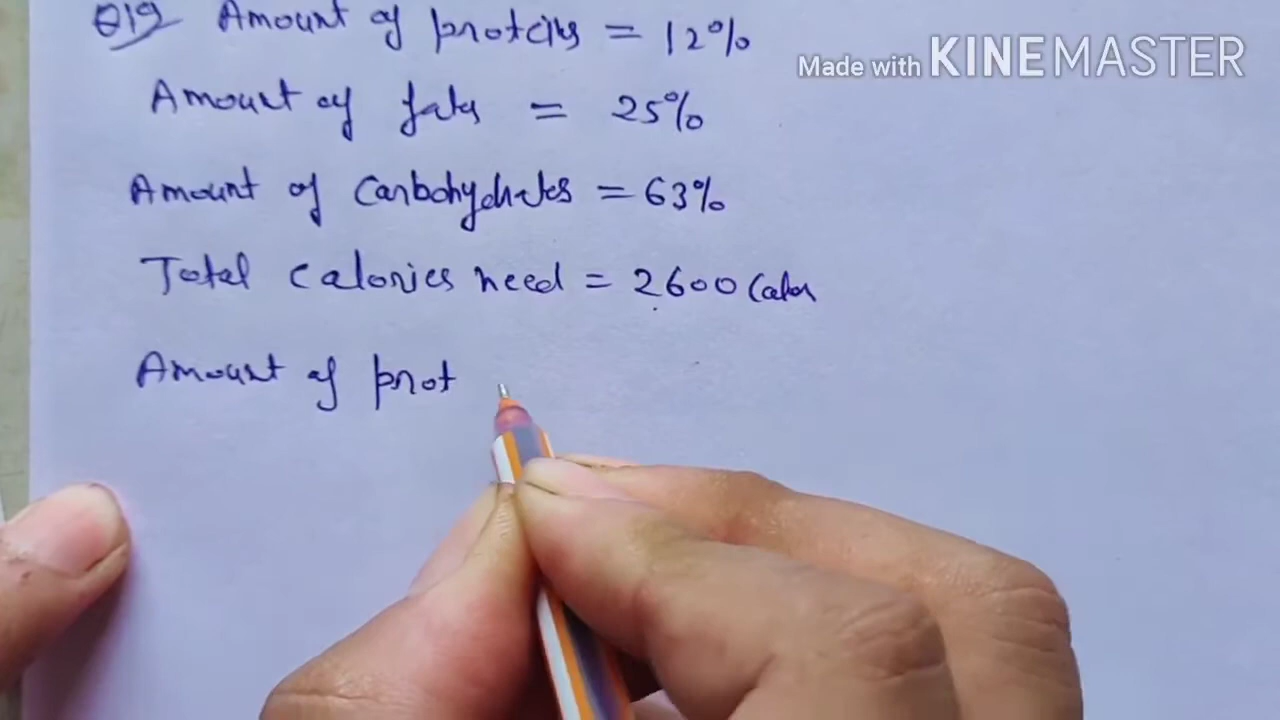 Q19 Amount of proteins = 12%
Made with KINEMASTER
Amount of fats = 25%
Amount of Carbohydrates = 63%
Total Calories need = 2600 Calor
Amount of prot